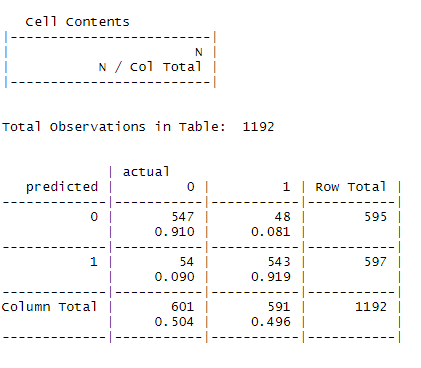 Cell Contents
|-------------------------|
|                       N |
|         N / Col Total |
|-------------------------|
Total Observations in Table:  1192
             | actual
   predicted |         0 |         1 | Row Total |
-------------|-----------|-----------|-----------|
           0 |       547 |        48 |       595 |
             |     0.910 |     0.081 |           |
-------------|-----------|-----------|-----------|
           1 |        54 |       543 |       597 |
             |     0.090 |     0.919 |           |
-------------|-----------|-----------|-----------|
Column Total |       601 |       591 |      1192 |
             |     0.504 |     0.496 |           |
-------------|-----------|-----------|-----------|